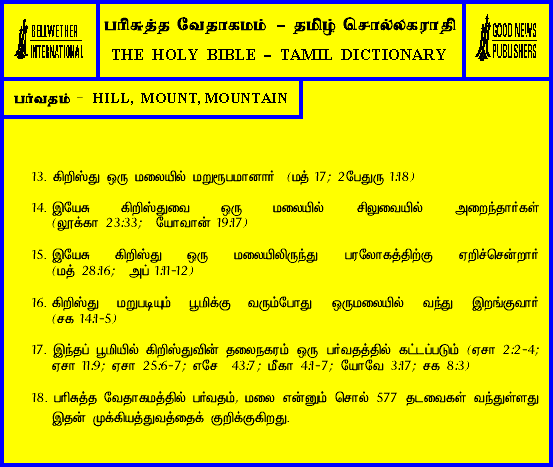 BELLWETHER
INTERNATIONAL
பரிசுத்த வேதாகமம் – தமிழ் சொல்லகராதி
THE HOLY BIBLE – TAMIL DICTIONARY
GOOD NEWS
PUBLISHERS
பர்வதம் - HILL, MOUNT, MOUNTAIN
13. கிறிஸ்து ஒரு மலையில் மறுரூபமானார் (மத் 17; 2பேதுரு 1:18)
14. இயேசு கிறிஸ்துவை ஒரு மலையில் சிலுவையில் அறைந்தார்கள்
(லூக்கா 23:33; யோவான் 19:17)
15. இயேசு கிறிஸ்து ஒரு மலையிலிருந்து பரலோகத்திற்கு ஏறிச்சென்றார்
(மத் 28:16; அப் 1:11-12)
16. கிறிஸ்து மறுபடியும் பூமிக்கு வரும்போது ஒருமலையில் வந்து இறங்குவார்
(சக 14:1-5)
17. இந்தப் பூமியில் கிறிஸ்துவின் தலைநகரம் ஒரு பர்வதத்தில் கட்டப்படும் (ஏசா 2:2-4;
ஏசா 11:9; ஏசா 25:6-7; எசே 43:7; மீகா 4:1-7; யோவே 3:17; சக 8:3)
18. பரிசுத்த வேதாகமத்தில் பர்வதம், மலை என்னும் சொல் 577 தடவைகள் வந்துள்ளது
இதன் முக்கியத்துவத்தைக் குறிக்குகிறது.